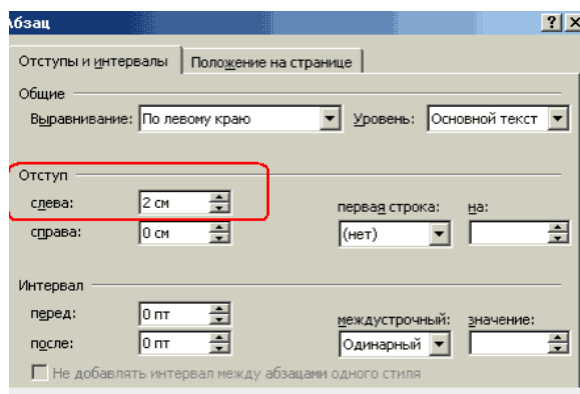 Абзац
Отступы и интервалы Положение на странице
Общие
Выравнивание: По левому краю Уровень: Основной текст
Отступ
слева: 2 см первая строка: на:
справа: 0 см (нет)
Интервал
перед: 0 пт междустрочный: значение:
после: 0 пт Одинарный
Не добавлять интервал между абзацами одного стиля